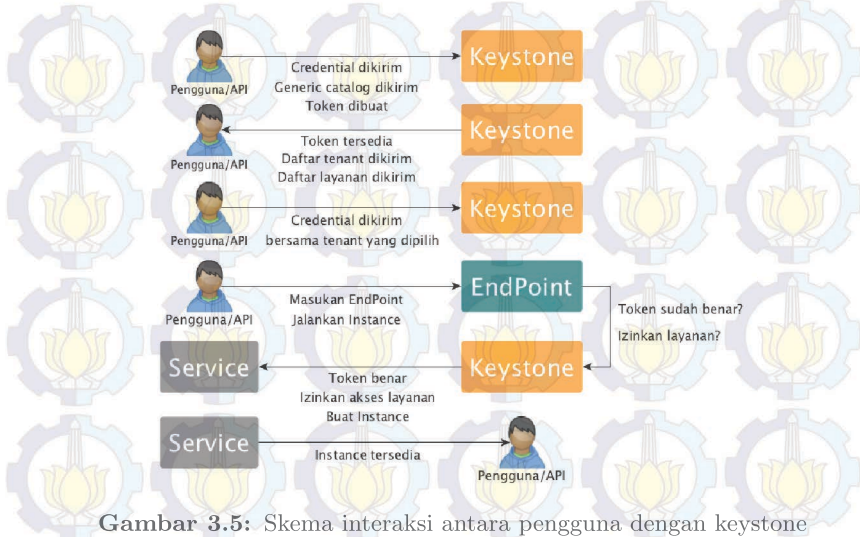 Keystone
Pengguna/API
Credential dikirim
Generic catalog dikirim
Token dibuat
Keystone
Pengguna/API
Token tersedia
Daftar tenant dikirim
Daftar layanan dikirim
Keystone
Pengguna/API
Credential dikirim
bersama tenant yang dipilih
EndPoint
Pengguna/API
Masukan EndPoint
Jalankan Instance
Token sudah benar?
Izinkan layanan?
Service
Keystone
Token benar
Izinkan akses layanan
Buat Instance
Service
Instance tersedia
Pengguna/API
Gambar 3.5: Skema interaksi antara pengguna dengan keystone